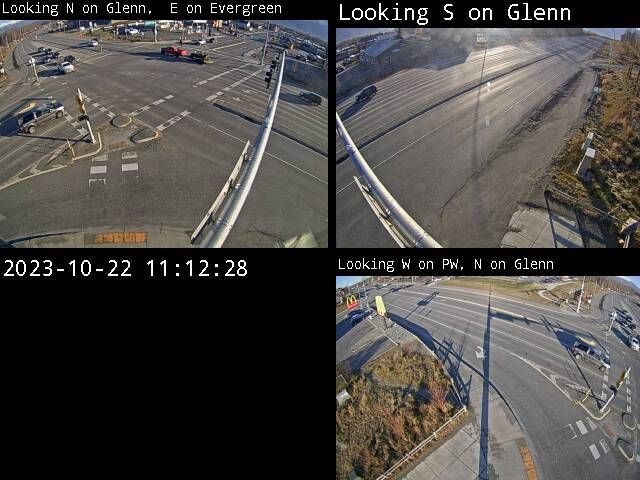 Looking N on Glenn, E on Evergreen
Looking S on Glenn
2023-10-22 11:12:28
Looking W on PW, N on Glenn